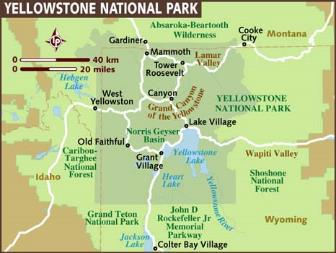 YELLOWSTONE NATIONAL PARK
Absaroka-Beartooth
Wilderness
Cooke
City
Montana
Gardiner
Mammoth
Tower
Roosevelt
Lamar
Valley
0 40 km
0 20 miles
Hebgen
Lake
West
Yellowston
Canyon
Grand Canyon
of the Yellowstone
YELLOWSTONE
NATIONAL PARK
Norris Geyser
Basin
Lake Village
Old Faithful
Caribou-
Targhee
National
Forest
Grant
Village
Yellowstone
Lake
Wapiti Valley
Idaho
Heart
Lake
Yellowstone
River
Shoshone
National
Forest
Grand Teton
National Park
John D
Rockefeller Jr
Memorial
Parkway
Wyoming
Jackson
Lake
Colter Bay Village